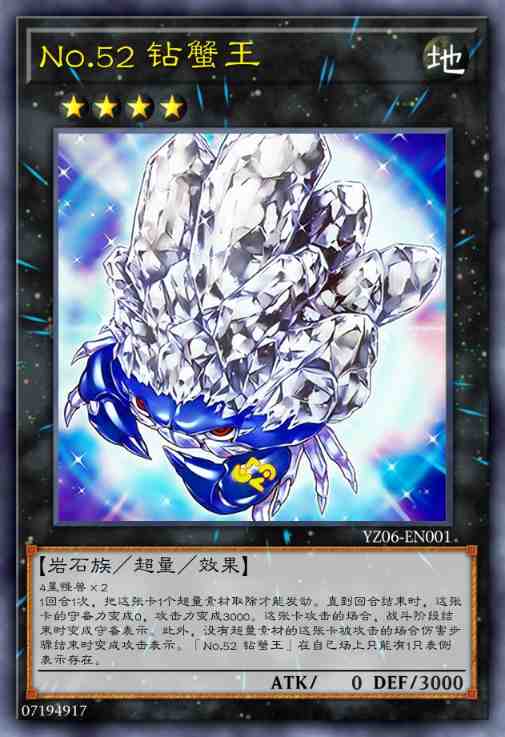 No.52 钻蟹王
地
52
YZ06-EN001
【岩石族／超量／效果】
4星怪兽×2
1回合1次，把这张卡1个超量素材取除才能发动。直到回合结束时，这张
卡的守备力变成0，攻击力变成3000。这张卡攻击的场合，战斗阶段结
束时变成守备表示。此外，没有超量素材的这张卡被攻击的场合伤害步
骤结束时变成攻击表示。「No.52 钻蟹王」在自己场上只能有1只表侧
表示存在。
ATK/ 0 DEF/3000
07194917